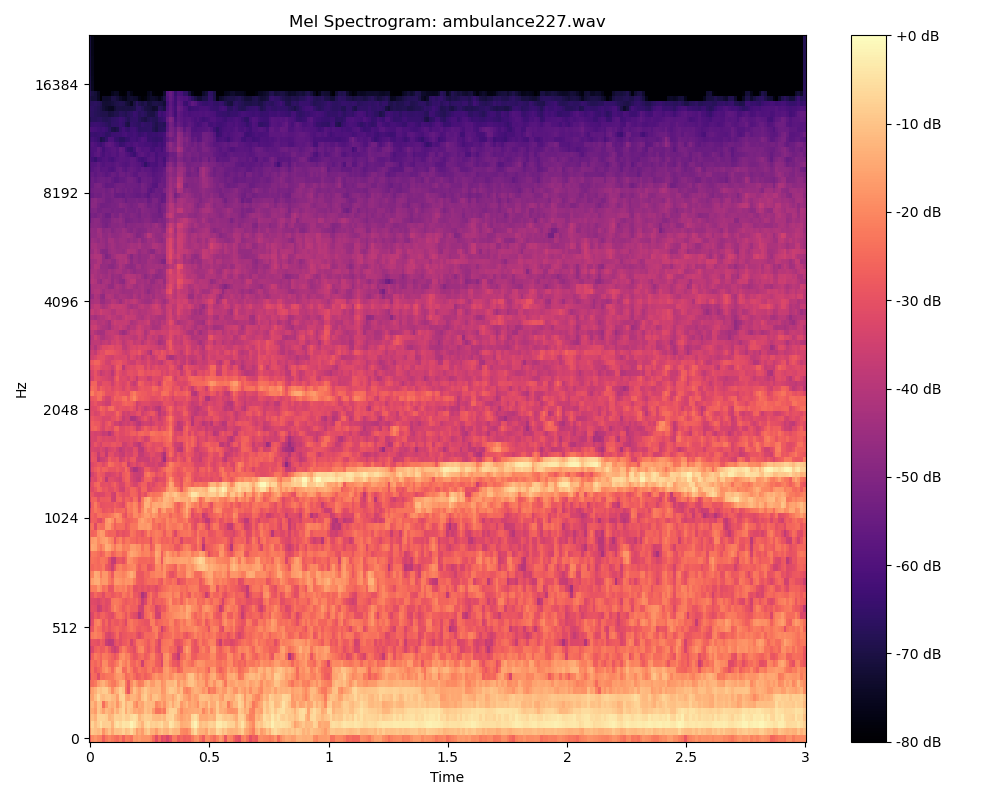 Mel Spectrogram: ambulance227.wav
+0 dB
16384
-10 dB
8192
-20 dB
4096
-30 dB
Hz
-40 dB
2048
-50 dB
1024
-60 dB
512
-70 dB
0
-80 dB
0 0.5 1 1.5 2 2.5 3
Time